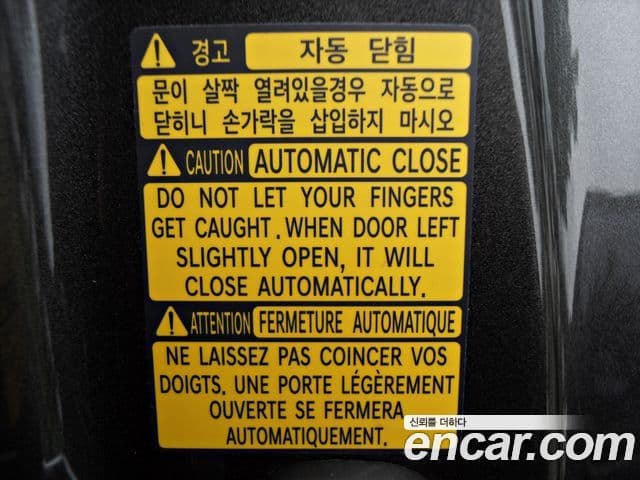 경고 자동 닫힘
문이 살짝 열려있을경우 자동으로
닫히니 손가락을 삽입하지 마시오
CAUTION AUTOMATIC CLOSE
DO NOT LET YOUR FINGERS
GET CAUGHT. WHEN DOOR LEFT
SLIGHTLY OPEN, IT WILL
CLOSE AUTOMATICALLY.
ATTENTION FERMETURE AUTOMATIQUE
NE LAISSEZ PAS COINCER VOS
DOIGTS. UNE PORTE LÉGÈREMENT
OUVERTE SE FERMERA
AUTOMATIQUEMENT.
신뢰를 더하다
encar.com